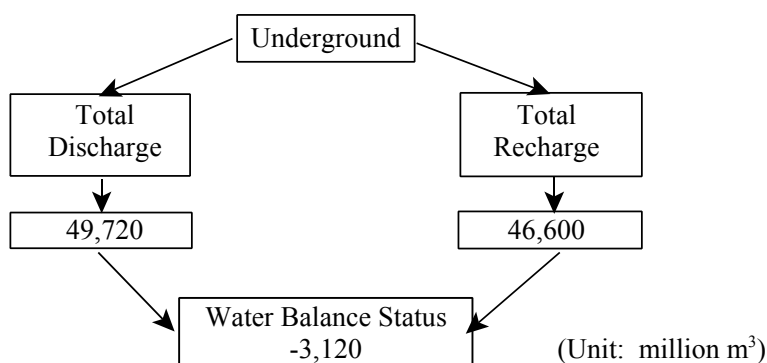 Underground
Total
Discharge
Total
Recharge
49,720
46,600
Water Balance Status
-3,120
(Unit: million m³)